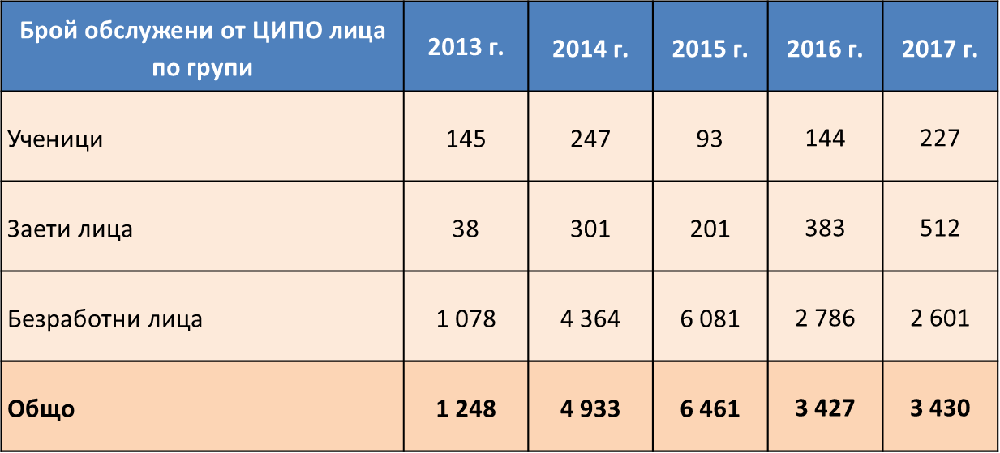 Брой обслужени от ЦИПО лица по групи 2013 г. 2014 г. 2015 г. 2016 г. 2017 г.
Ученици 145 247 93 144 227
Заети лица 38 301 201 383 512
Безработни лица 1 078 4 364 6 081 2 786 2 601
Общо 1 248 4 933 6 461 3 427 3 430